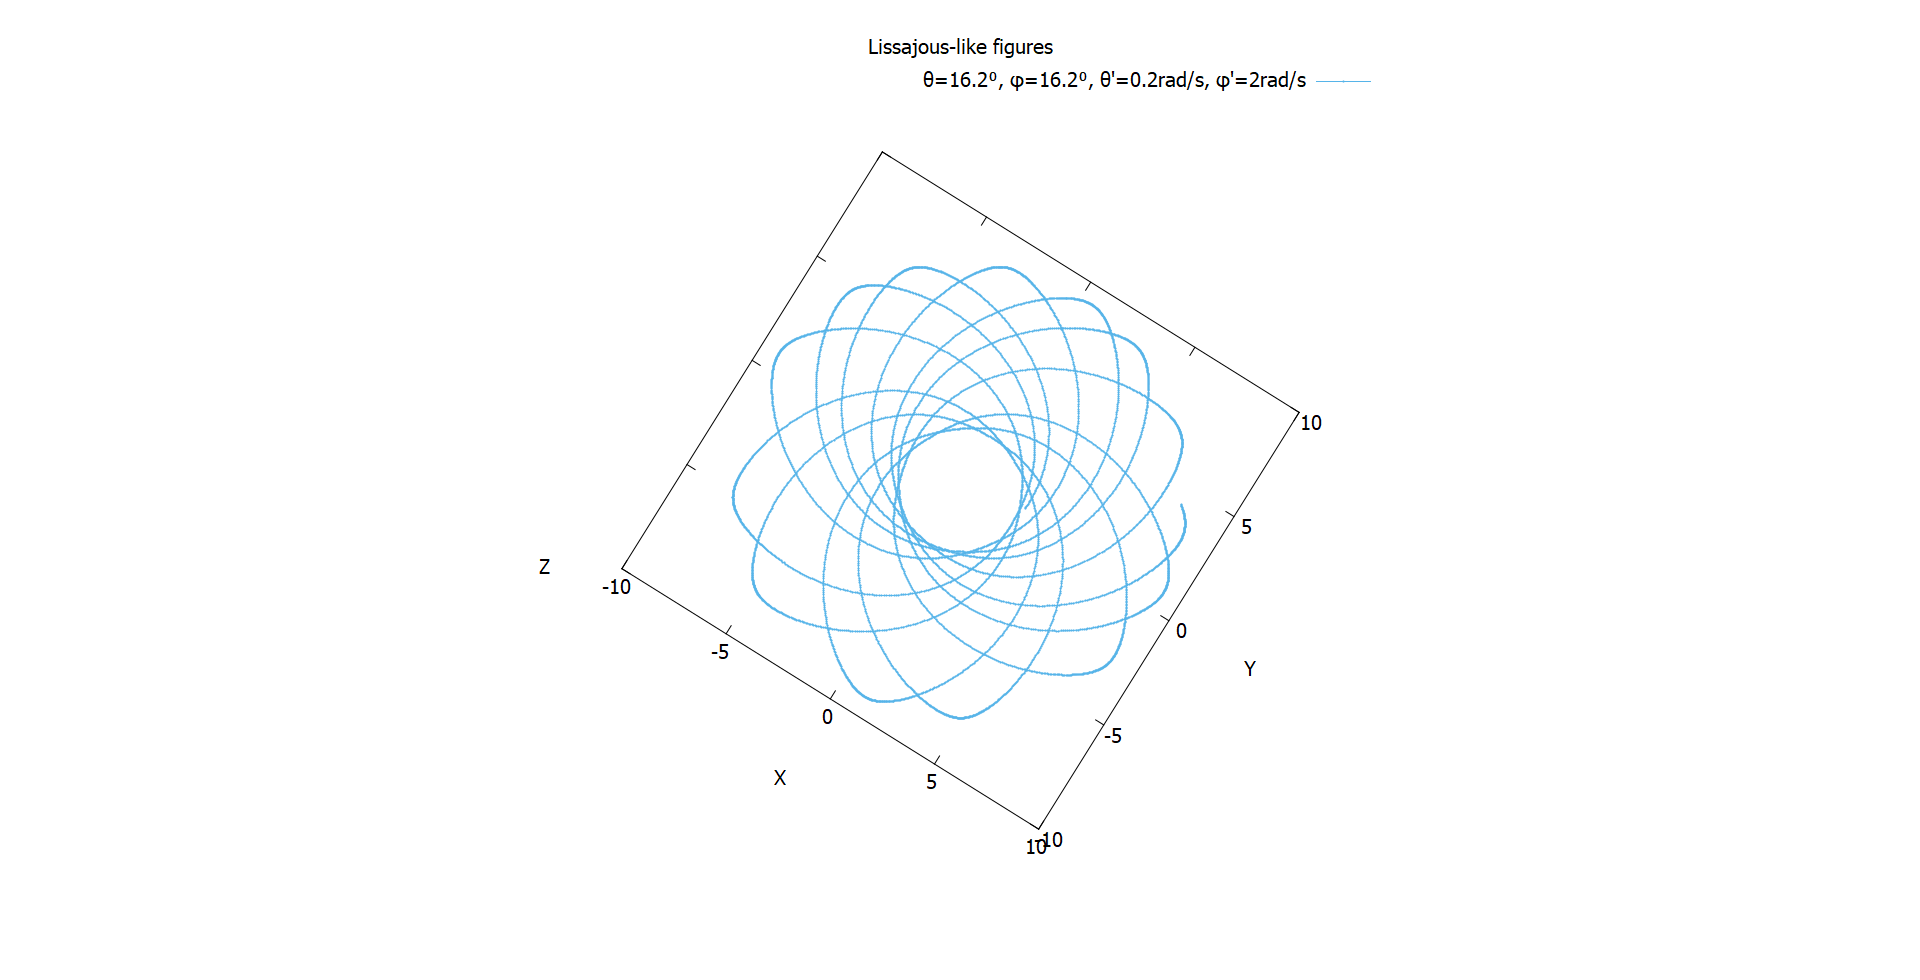 Lissajous-like figures
θ=16.2º, φ=16.2º, θ'=0.2rad/s, φ'=2rad/s
10
5
Z
-10
0
-5
Y
0
-5
X
5
10
-10